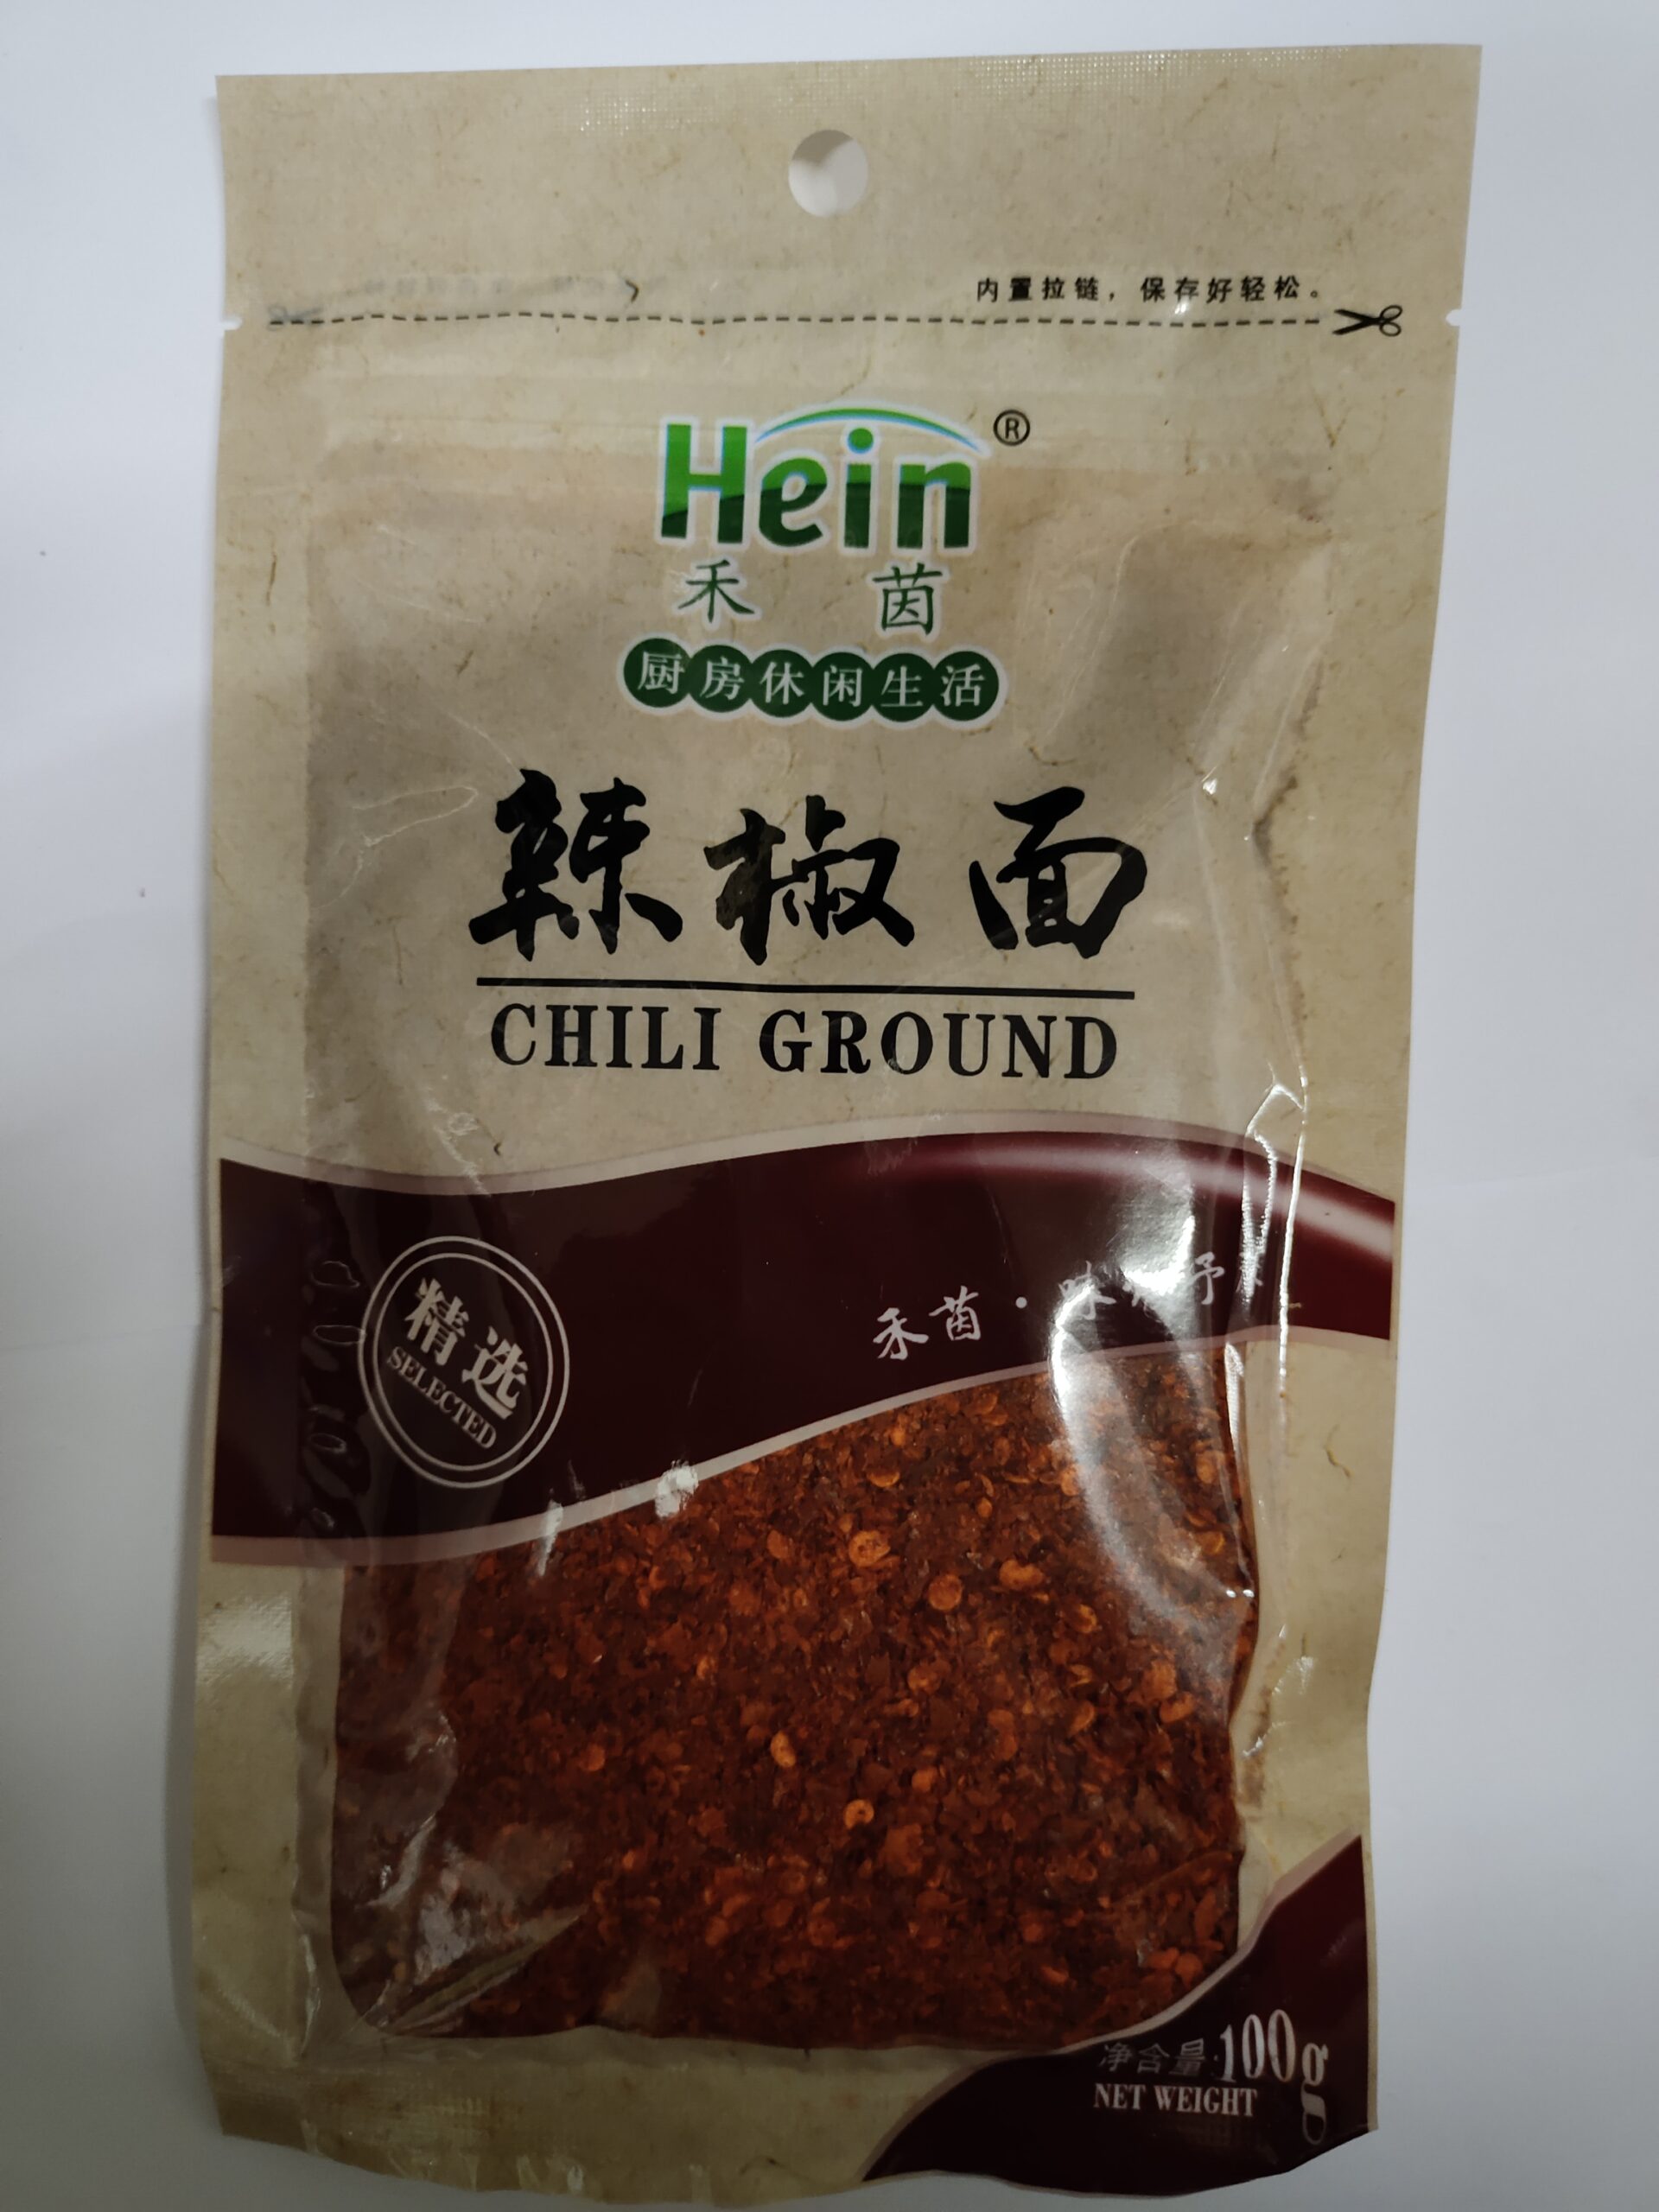 内置拉链，保存好轻松。
Hein®
禾茵
厨房休闲生活
辣椒面
CHILI GROUND
禾茵·味
精选
SELECTED
净含量:100g
NET WEIGHT